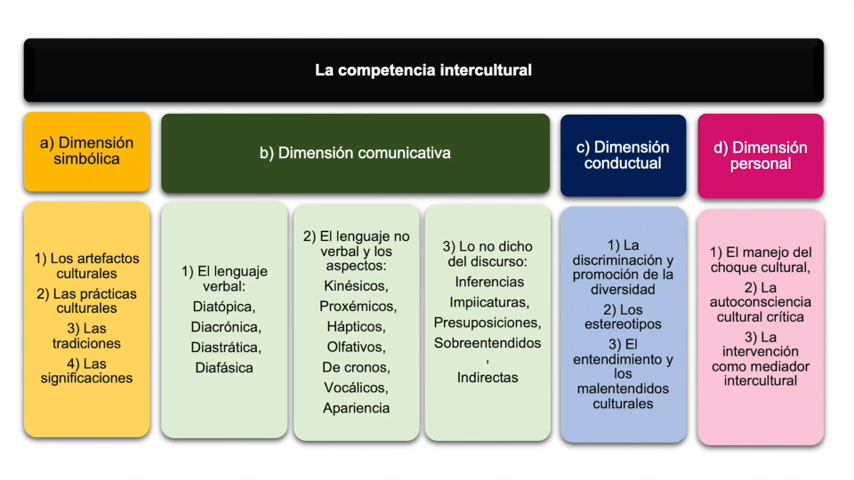 La competencia intercultural
a) Dimensión
simbólica
b) Dimensión comunicativa
c) Dimensión
conductual
d) Dimensión
personal
1) Los artefactos
culturales
2) Las prácticas
culturales
3) Las
tradiciones
4) Las
significaciones
1) El lenguaje
verbal:
Diatópica,
Diacrónica,
Diastrática,
Diafásica
2) El lenguaje no
verbal y los
aspectos:
Kinésicos,
Proxémicos,
Hápticos,
Olfativos,
De cronos,
Vocálicos,
Apariencia
3) Lo no dicho
del discurso:
Inferencias
Impiicaturas,
Presuposiciones,
Sobreentendidos
,
Indirectas
1) La
discriminación y
promoción de la
diversidad
2) Los
estereotipos
3) El
entendimiento y
los
malentendidos
culturales
1) El manejo del
choque cultural,
2) La
autoconsciencia
cultural crítica
3) La
intervención
como mediador
intercultural